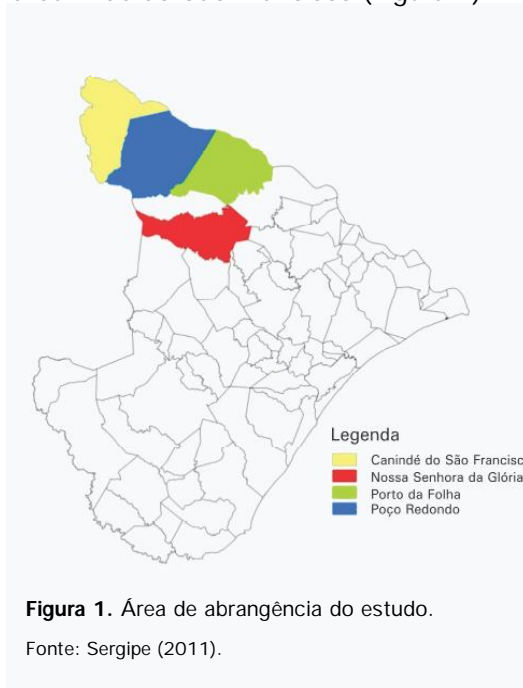 Legenda
Canindé do São Francisc
Nossa Senhora da Glória
Porto da Folha
Poço Redondo
Figura 1. Área de abrangência do estudo.
Fonte: Sergipe (2011).